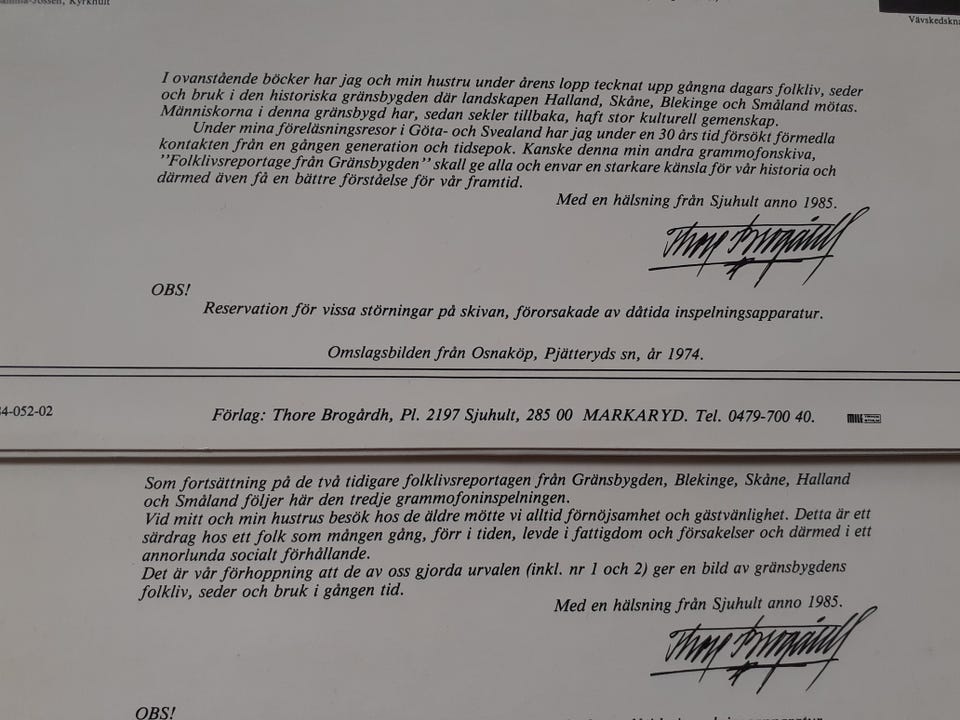 Kyrkhult
Vävskedskna
I ovanstående böcker har jag och min hustru under årens lopp tecknat upp gångna dagars folkliv, seder
och bruk i den historiska gränsbygden där landskapen Halland, Skåne, Blekinge och Småland mötas.
Människorna i denna gränsbygd har, sedan sekler tillbaka, haft stor kulturell gemenskap.
Under mina föreläsningsresor i Göta- och Svealand har jag under en 30 års tid försökt förmedla
kontakten från en gången generation och tidsepok. Kanske denna min andra grammofonskiva,
"Folklivsreportage från Gränsbygden" skall ge alla och envar en starkare känsla för vår historia och
därmed även få en bättre förståelse för vår framtid.
Med en hälsning från Sjuhult anno 1985.
Thore Brogårdh
OBS!
Reservation för vissa störningar på skivan, förorsakade av dåtida inspelningsapparatur.
Omslagsbilden från Osnaköp, Pjätteryds sn, år 1974.
4-052-02
Förlag: Thore Brogårdh, Pl. 2197 Sjuhult, 285 00 MARKARYD. Tel. 0479-700 40.
Som fortsättning på de två tidigare folklivsreportagen från Gränsbygden, Blekinge, Skåne, Halland
och Småland följer här den tredje grammofoninspelningen.
Vid mitt och min hustrus besök hos de äldre mötte vi alltid förnöjsamhet och gästvänlighet. Detta är ett
särdrag hos ett folk som mången gång, förr i tiden, levde i fattigdom och försakelser och därmed i ett
annorlunda socialt förhållande.
Det är vår förhoppning att de av oss gjorda urvalen (inkl. nr 1 och 2) ger en bild av gränsbygdens
folkliv, seder och bruk i gången tid.
Med en hälsning från Sjuhult anno 1985.
Thore Brogårdh
OBS!